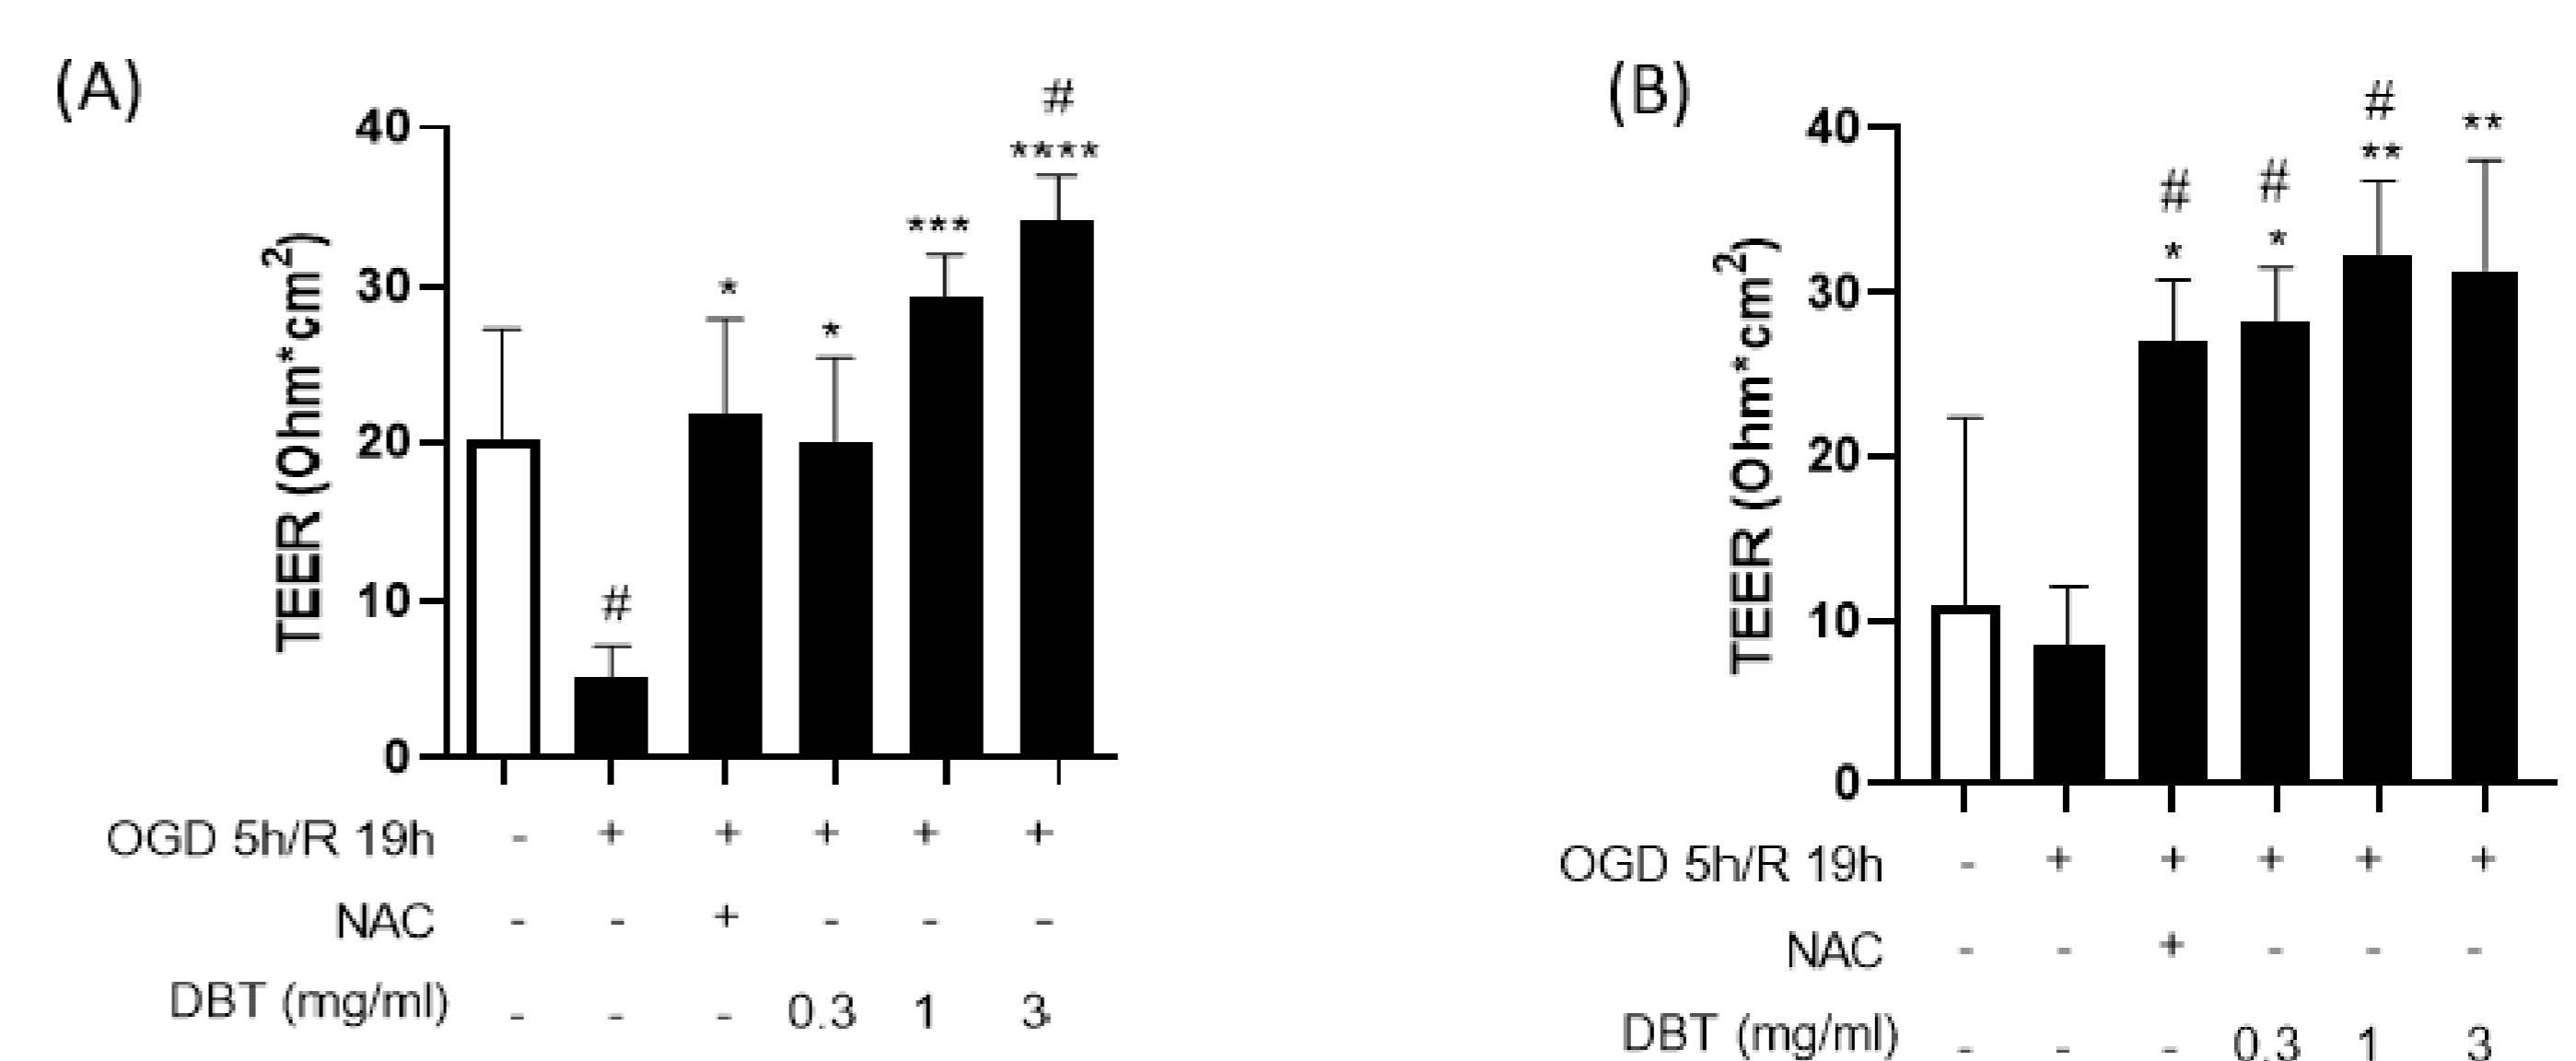 (A)
#
****
***
*
*
#
40
30
20
10
0
TEER (Ohm*cm²)
OGD 5h/R 19h - + + + + +
NAC - - + - - -
DBT (mg/ml) - - - 0.3 1 3
(B)
#
**
**
#
#
*
*
40
30
20
10
0
TEER (Ohm*cm²)
OGD 5h/R 19h - + + + + +
NAC - - + - - -
DBT (mg/ml) - - - 0.3 1 3